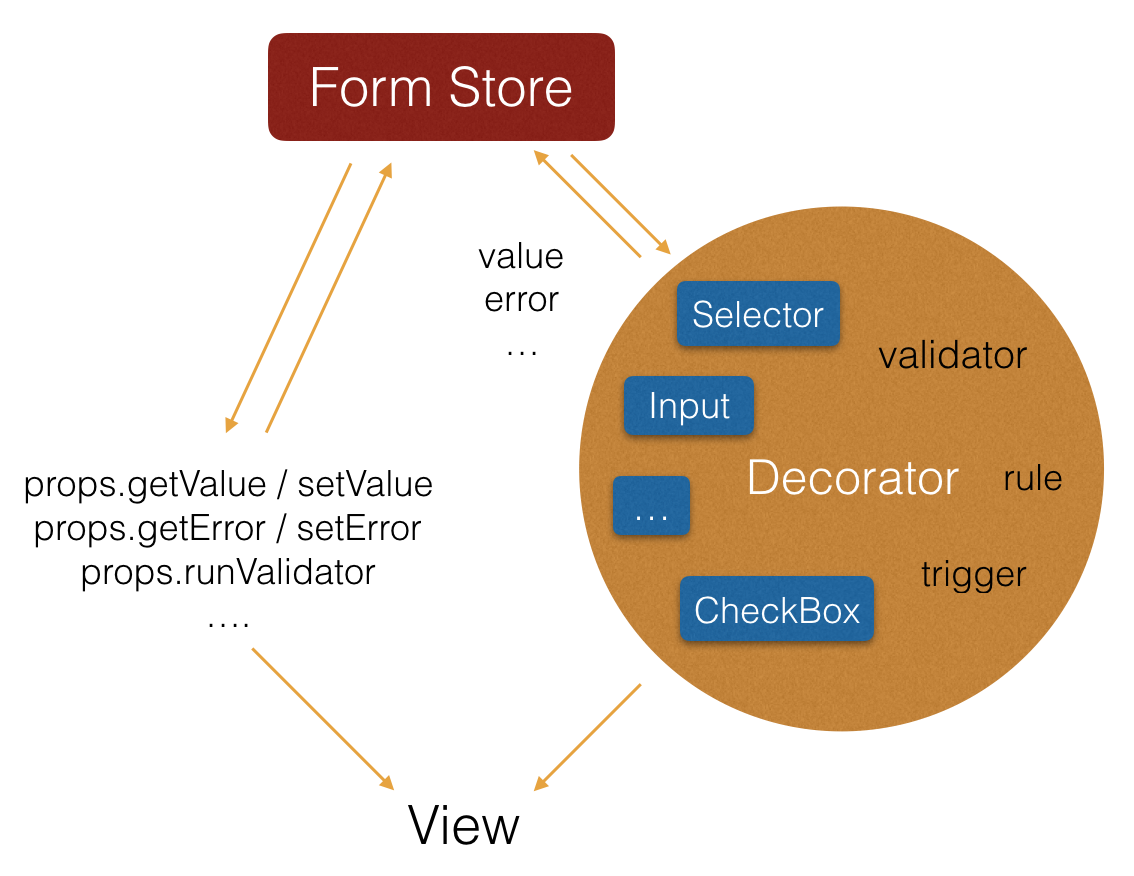 Form Store
value
error
...
Selector
validator
Input
Decorator
rule
...
trigger
CheckBox
props.getValue / setValue
props.getError / setError
props.runValidator
....
View